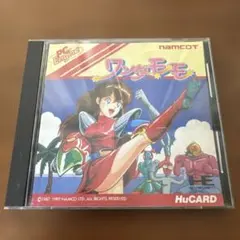 PC Engine
namcot
ワンダーモモ
©1987 1989 NAMCO LTD. ALL RIGHTS RESERVED
HuCARD